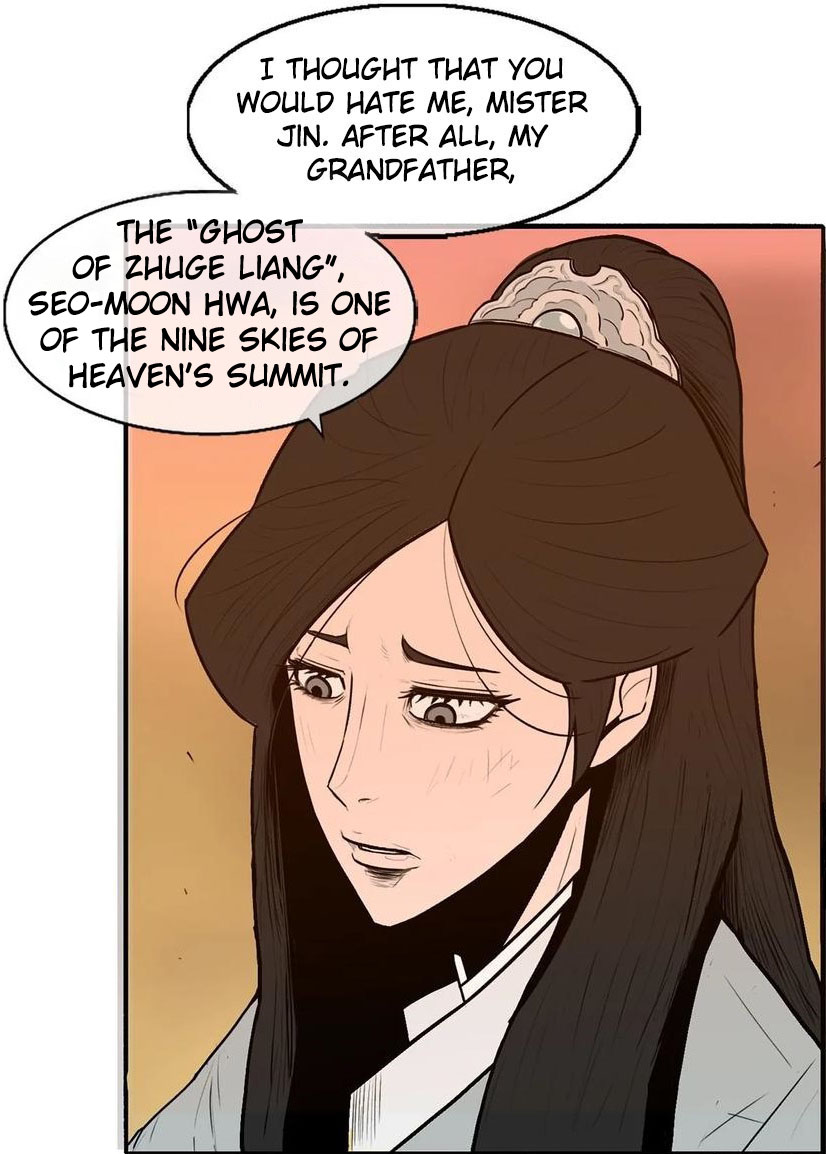 I THOUGHT THAT YOU
WOULD HATE ME, MISTER
JIN. AFTER ALL, MY
GRANDFATHER,
THE "GHOST
OF ZHUGE LIANG",
SEO-MOON HWA, IS ONE
OF THE NINE SKIES OF
HEAVEN'S SUMMIT.